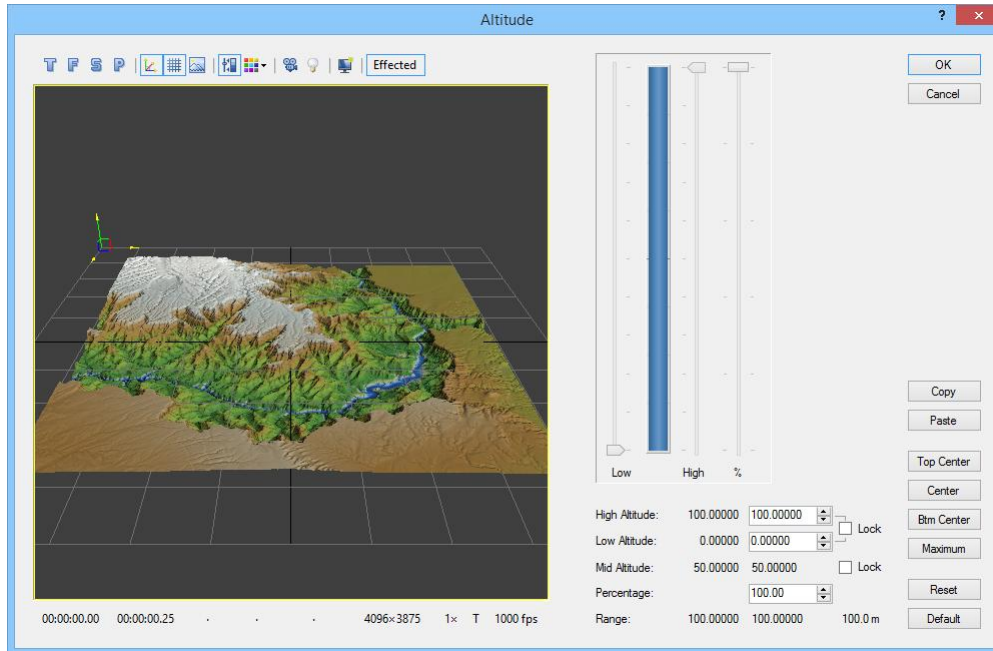 Altitude
? ×
T F S P Effected
OK
Cancel
Low High %
Copy
Paste
Top Center
Center
Btm Center
Maximum
Reset
Default
High Altitude: 100.00000 100.00000
Lock
Low Altitude: 0.00000 0.00000
Mid Altitude: 50.00000 50.00000 Lock
Percentage: 100.00
Range: 100.00000 100.00000 100.0 m
00:00:00.00 00:00:00.25 . . . 4096×3875 1× T 1000 fps